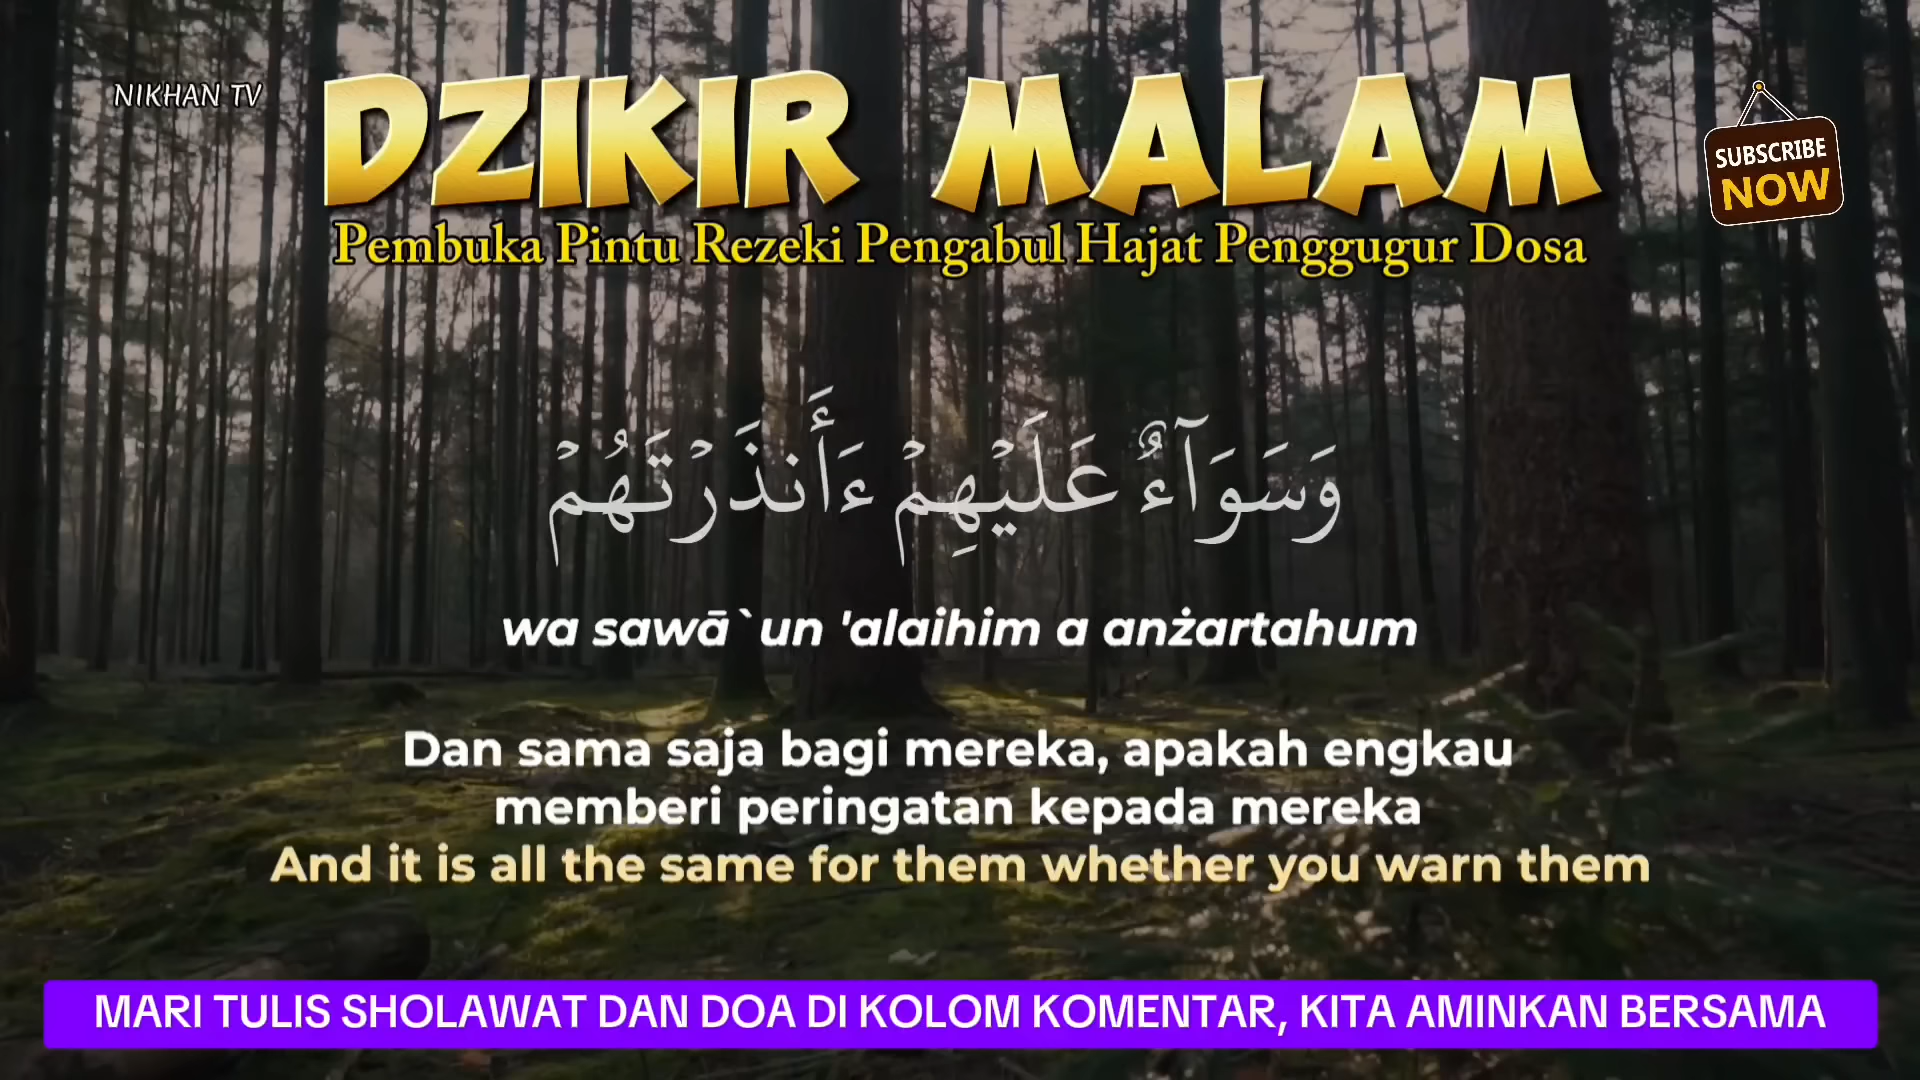 NIKHAN TV
DZIKIR MALAM
SUBSCRIBE
NOW
Pembuka Pintu Rezeki Pengabul Hajat Penggugur Dosa
وَسَوَآءٌ عَلَيْهِمْ ءَأَنذَرْتَهُمْ
wa sawā`un 'alaihim a anżartahum
Dan sama saja bagi mereka, apakah engkau
memberi peringatan kepada mereka
And it is all the same for them whether you warn them
MARI TULIS SHOLAWAT DAN DOA DI KOLOM KOMENTAR, KITA AMINKAN BERSAMA